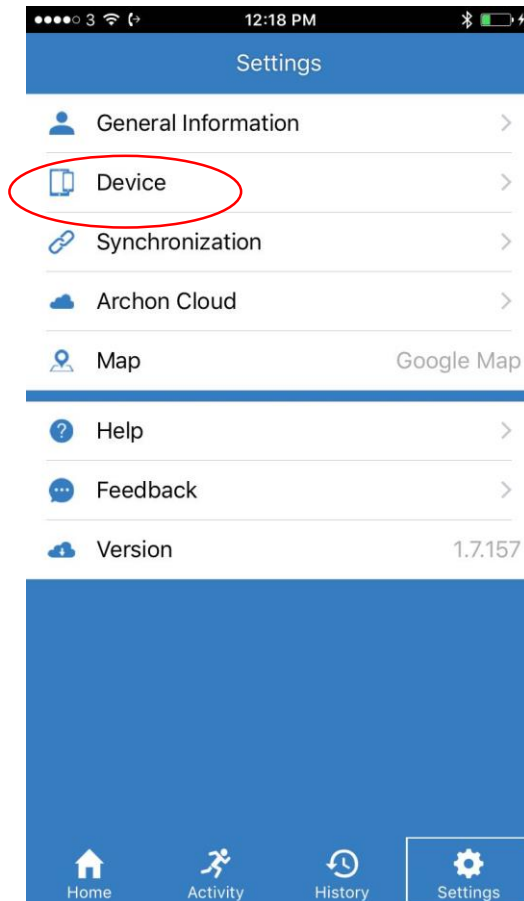 3 12:18 PM
Settings
General Information
Device
Synchronization
Archon Cloud
Map Google Map
Help
Feedback
Version 1.7.157
Home Activity History Settings